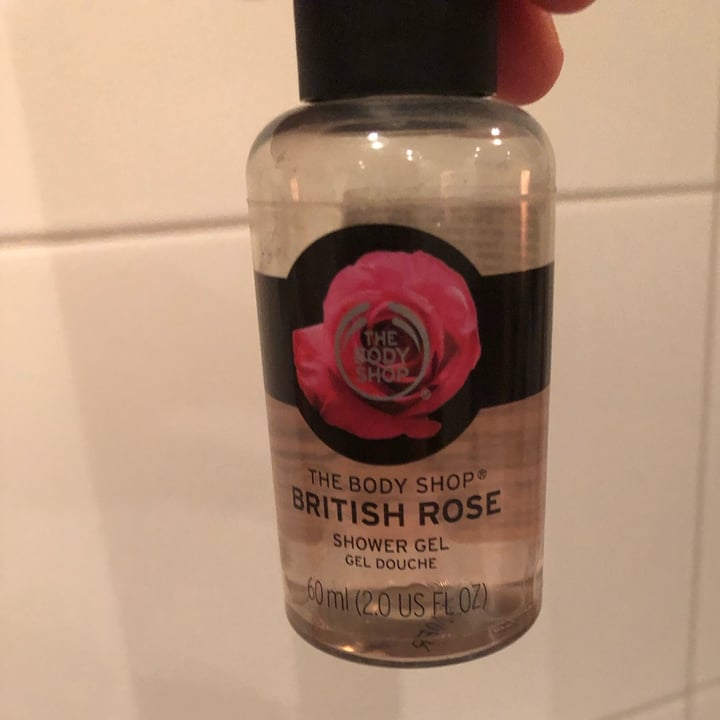 THE
BODY
SHOP
®
THE BODY SHOP®
BRITISH ROSE
SHOWER GEL
GEL DOUCHE
60 ml (2.0 US FL OZ)